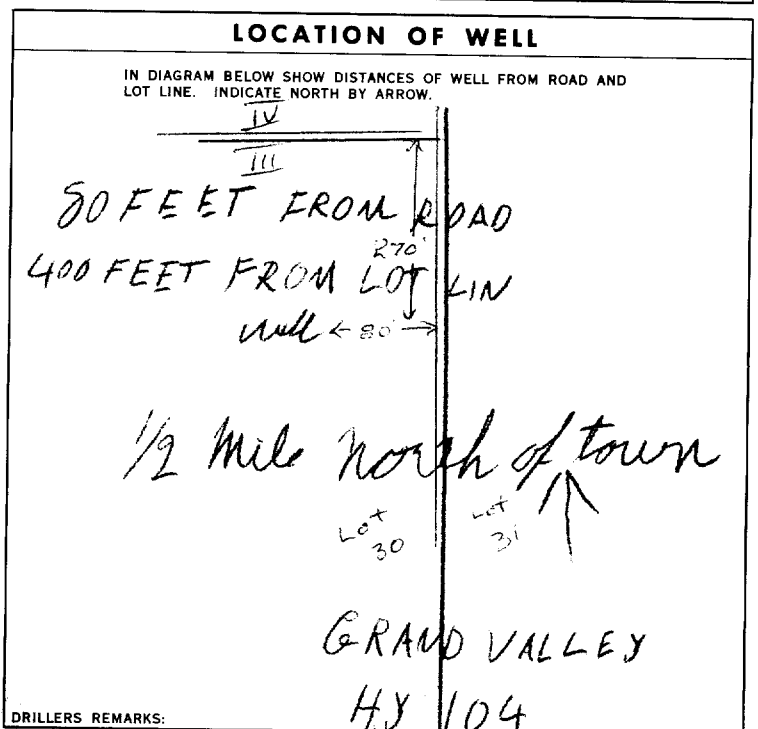 LOCATION OF WELL
IN DIAGRAM BELOW SHOW DISTANCES OF WELL FROM ROAD AND
LOT LINE. INDICATE NORTH BY ARROW.
IV
III
80 FEET FROM ROAD
270'
400 FEET FROM LOT LIN
Well ← 80' →
1/2 Mile North of town
Lot 30
Lot 31
GRAND VALLEY
HY 104
DRILLERS REMARKS: